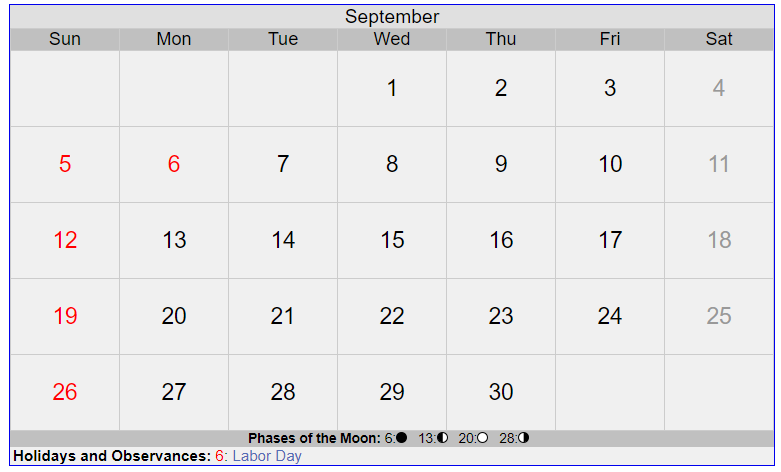 September
Sun Mon Tue Wed Thu Fri Sat
1 2 3 4
5 6 7 8 9 10 11
12 13 14 15 16 17 18
19 20 21 22 23 24 25
26 27 28 29 30
Phases of the Moon: 6:● 13:◐ 20:○ 28:◑
Holidays and Observances: 6: Labor Day